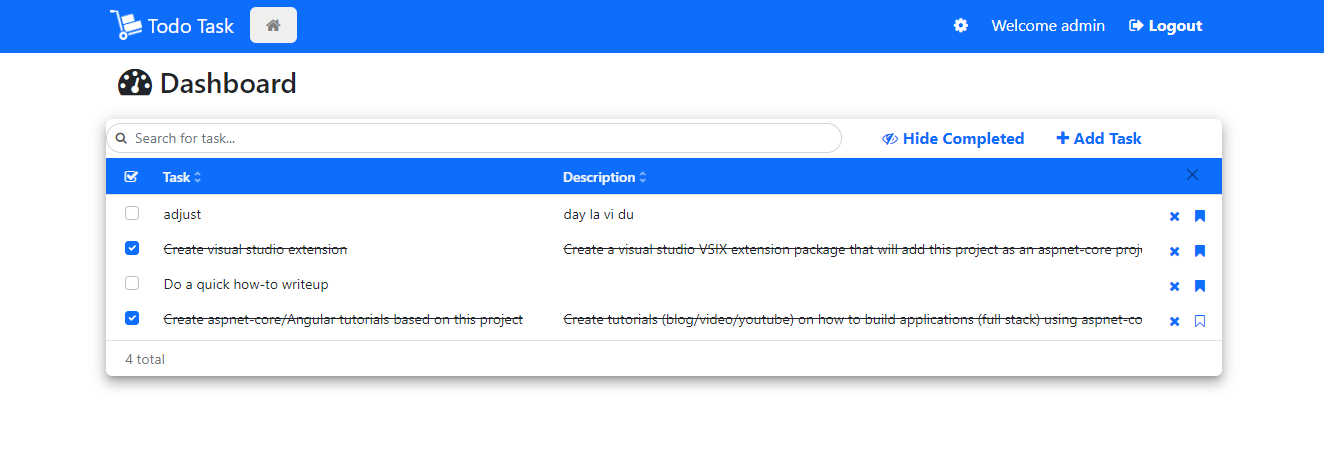 Todo Task
Welcome admin
Logout
Dashboard
Search for task...
Hide Completed
Add Task
Task
Description
adjust
day la vi du
Create visual studio extension
Create a visual studio VSIX extension package that will add this project as an aspnet-core proj
Do a quick how-to writeup
Create aspnet-core/Angular tutorials based on this project
Create tutorials (blog/video/youtube) on how to build applications (full stack) using aspnet-co
4 total